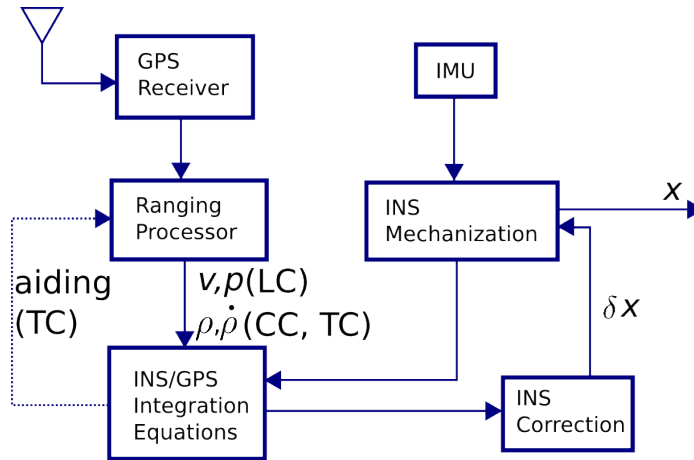 GPS
Receiver
IMU
Ranging
Processor
INS
Mechanization
x
aiding
(TC)
v,p(LC)
ρ,ρ̇(CC, TC)
δx
INS/GPS
Integration
Equations
INS
Correction